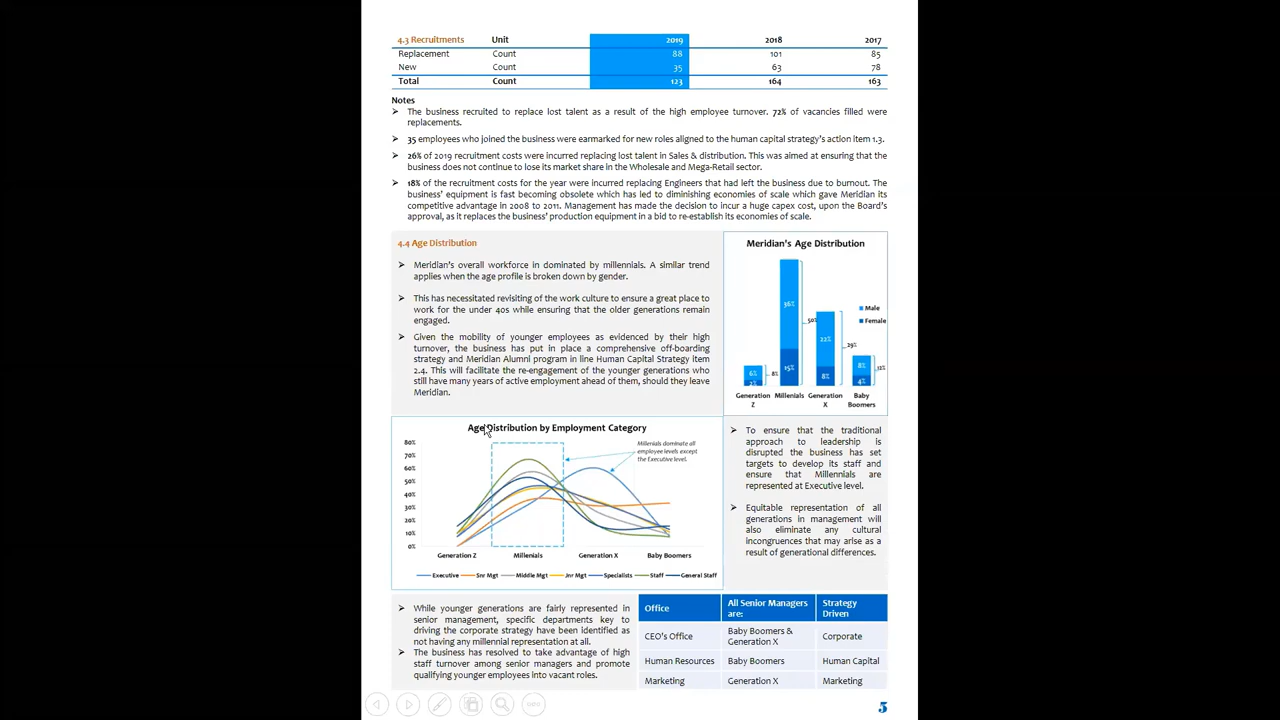 4.3 Recruitments Unit 2019 2018 2017
Replacement Count 88 101 85
New Count 35 63 78
Total Count 123 164 163
Notes
➢ The business recruited to replace lost talent as a result of the high employee turnover. 72% of vacancies filled were
replacements.
➢ 35 employees who joined the business were earmarked for new roles aligned to the human capital strategy's action item 1.3.
➢ 26% of 2019 recruitment costs were incurred replacing lost talent in Sales & distribution. This was aimed at ensuring that the
business does not continue to lose its market share in the Wholesale and Mega-Retail sector.
➢ 18% of the recruitment costs for the year were incurred replacing Engineers that had left the business due to burnout. The
business' equipment is fast becoming obsolete which has led to diminishing economies of scale which gave Meridian its
competitive advantage in 2008 to 2011. Management has made the decision to incur a huge capex cost, upon the Board's
approval, as it replaces the business' production equipment in a bid to re-establish its economies of scale.
4.4 Age Distribution
➢ Meridian's overall workforce in dominated by millennials. A similar trend
applies when the age profile is broken down by gender.
➢ This has necessitated revisiting of the work culture to ensure a great place to
work for the under 40s while ensuring that the older generations remain
engaged.
➢ Given the mobility of younger employees as evidenced by their high
turnover, the business has put in place a comprehensive off-boarding
strategy and Meridian Alumni program in line Human Capital Strategy item
2.4. This will facilitate the re-engagement of the younger generations who
still have many years of active employment ahead of them, should they leave
Meridian.
Meridian's Age Distribution
36%
50%
Male
Female
22%
29%
15%
8%
6%
2%
8%
8%
4%
12%
Generation Z
Millenials
Generation X
Baby Boomers
Age Distribution by Employment Category
Millenials dominate all
employee levels except
the Executive level.
80%
70%
60%
50%
40%
30%
20%
10%
0%
Generation Z Millenials Generation X Baby Boomers
Executive Snr Mgt Middle Mgt Jnr Mgt Specialists Staff General Staff
➢ To ensure that the traditional
approach to leadership is
disrupted the business has set
targets to develop its staff and
ensure that Millennials are
represented at Executive level.
➢ Equitable representation of all
generations in management will
also eliminate any cultural
incongruences that may arise as a
result of generational differences.
➢ While younger generations are fairly represented in
senior management, specific departments key to
driving the corporate strategy have been identified as
not having any millennial representation at all.
➢ The business has resolved to take advantage of high
staff turnover among senior managers and promote
qualifying younger employees into vacant roles.
Office All Senior Managers are: Strategy Driven
CEO's Office Baby Boomers & Generation X Corporate
Human Resources Baby Boomers Human Capital
Marketing Generation X Marketing
5